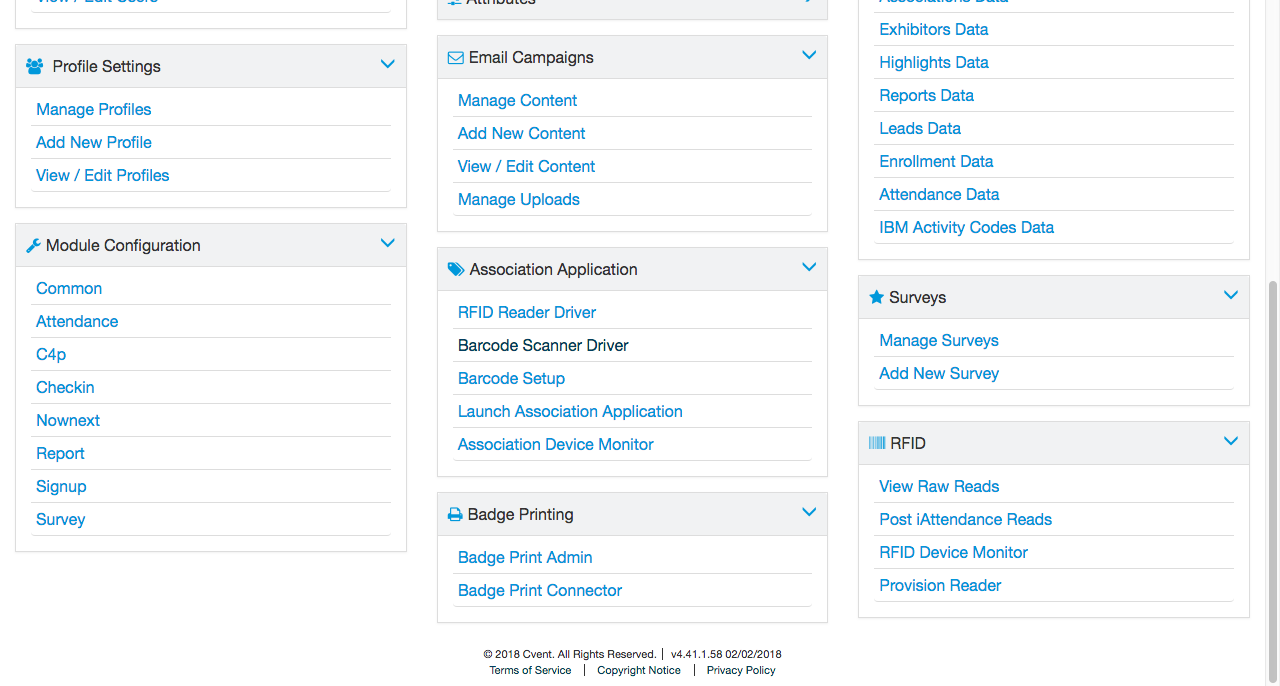 View / Edit Users
Profile Settings
Manage Profiles
Add New Profile
View / Edit Profiles
Module Configuration
Common
Attendance
C4p
Checkin
Nownext
Report
Signup
Survey
Attributes
Email Campaigns
Manage Content
Add New Content
View / Edit Content
Manage Uploads
Association Application
RFID Reader Driver
Barcode Scanner Driver
Barcode Setup
Launch Association Application
Association Device Monitor
Badge Printing
Badge Print Admin
Badge Print Connector
Associations Data
Exhibitors Data
Highlights Data
Reports Data
Leads Data
Enrollment Data
Attendance Data
IBM Activity Codes Data
Surveys
Manage Surveys
Add New Survey
RFID
View Raw Reads
Post iAttendance Reads
RFID Device Monitor
Provision Reader
© 2018 Cvent. All Rights Reserved. | v4.41.1.58 02/02/2018
Terms of Service | Copyright Notice | Privacy Policy